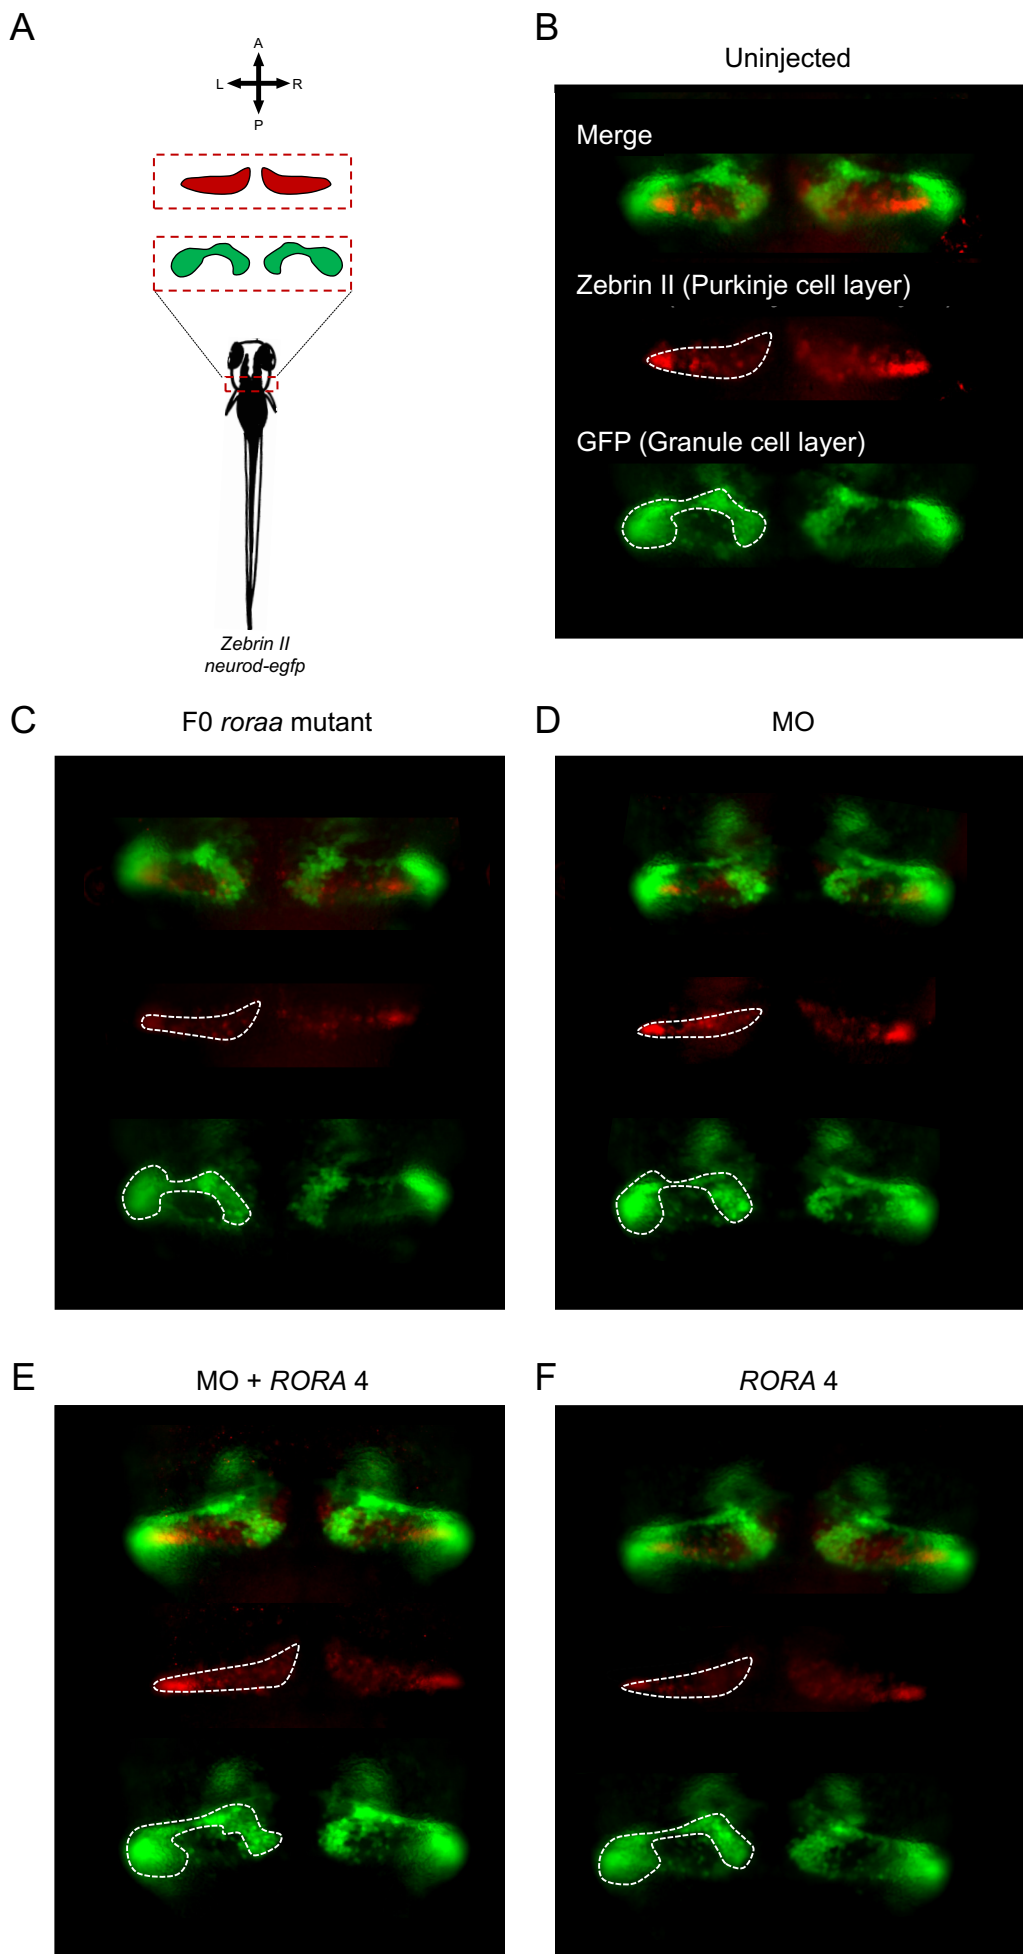 A
A
L
R
P
Zebrin II
neurod-egfp
B
Uninjected
Merge
Zebrin II (Purkinje cell layer)
GFP (Granule cell layer)
C
F0 roraa mutant
D
MO
E
MO + RORA 4
F
RORA 4